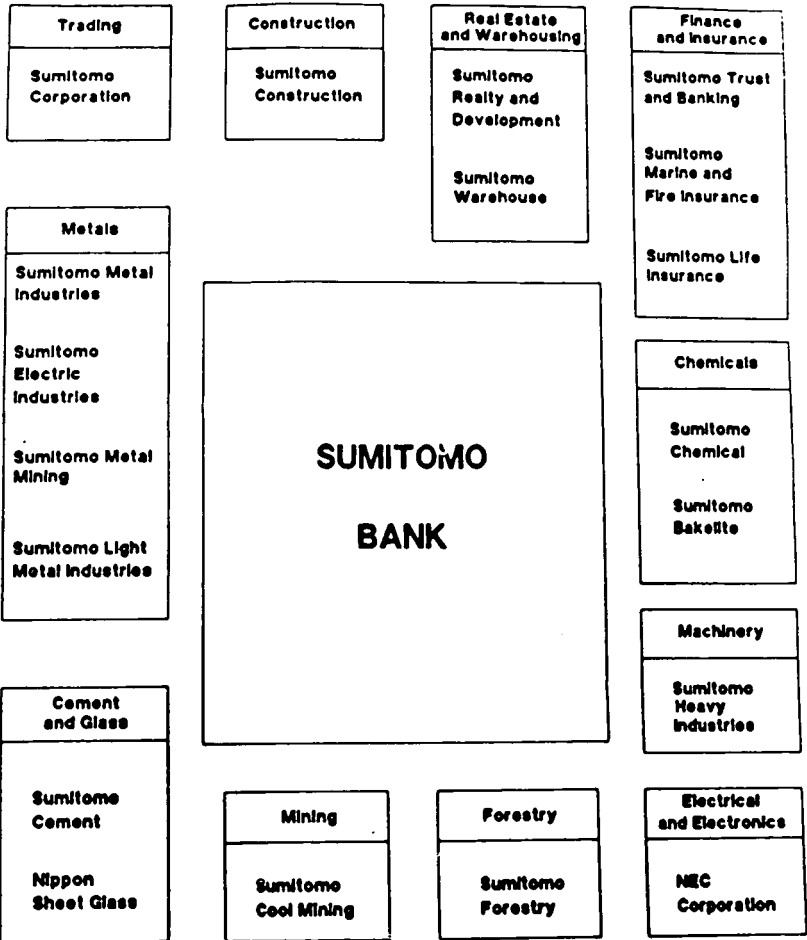 Trading
Sumitomo
Corporation
Construction
Sumitomo
Construction
Real Estate
and Warehousing
Sumitomo
Realty and
Development
Sumitomo
Warehouse
Finance
and Insurance
Sumitomo Trust
and Banking
Sumitomo
Marine and
Fire Insurance
Sumitomo Life
Insurance
Metals
Sumitomo Metal
Industries
Sumitomo
Electric
Industries
Sumitomo Metal
Mining
Sumitomo Light
Metal Industries
SUMITOMO
BANK
Chemicals
Sumitomo
Chemical
Sumitomo
Bakelite
Machinery
Sumitomo
Heavy
Industries
Cement
and Glass
Sumitome
Cement
Nippon
Sheet Glass
Mining
Sumitomo
Cool Mining
Forestry
Sumitomo
Forestry
Electrical
and Electronics
NEC
Corporation